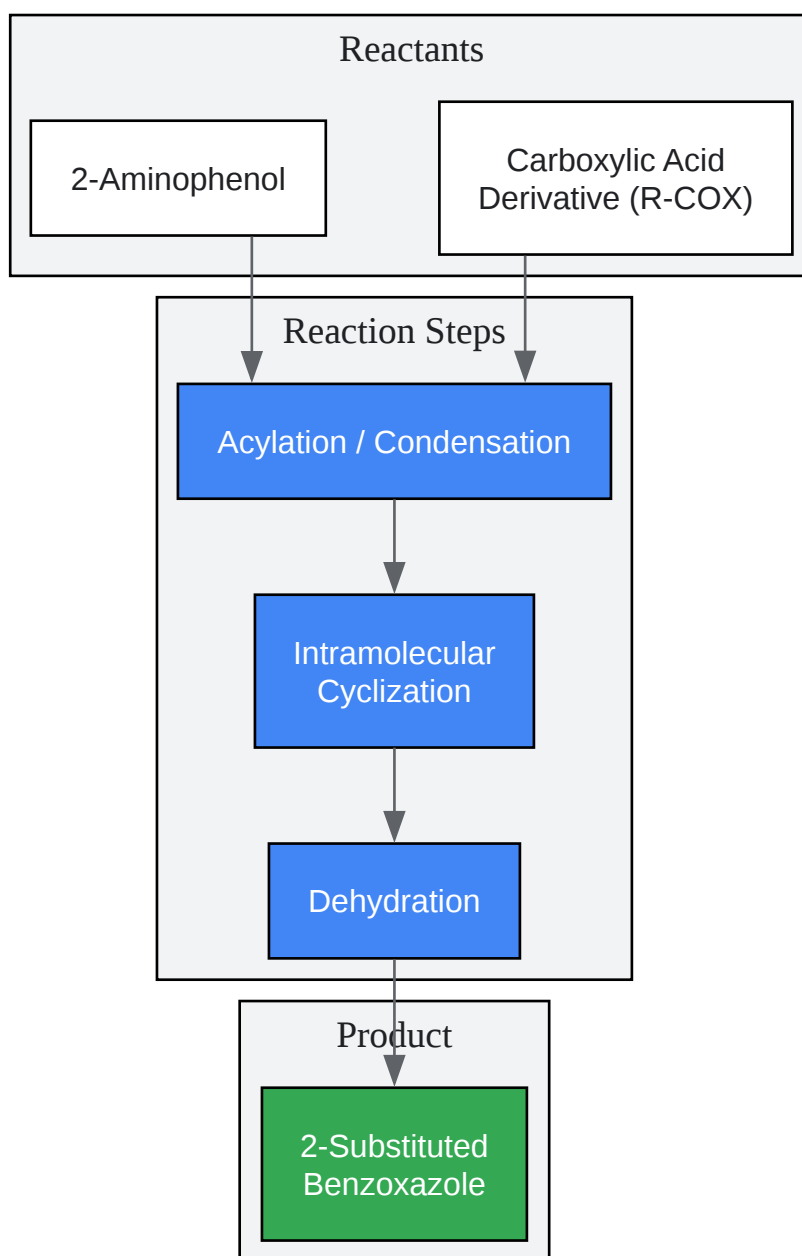 Reactants
2-Aminophenol
Carboxylic Acid
Derivative (R-COX)
Reaction Steps
Acylation / Condensation
Intramolecular
Cyclization
Dehydration
Product
2-Substituted
Benzoxazole